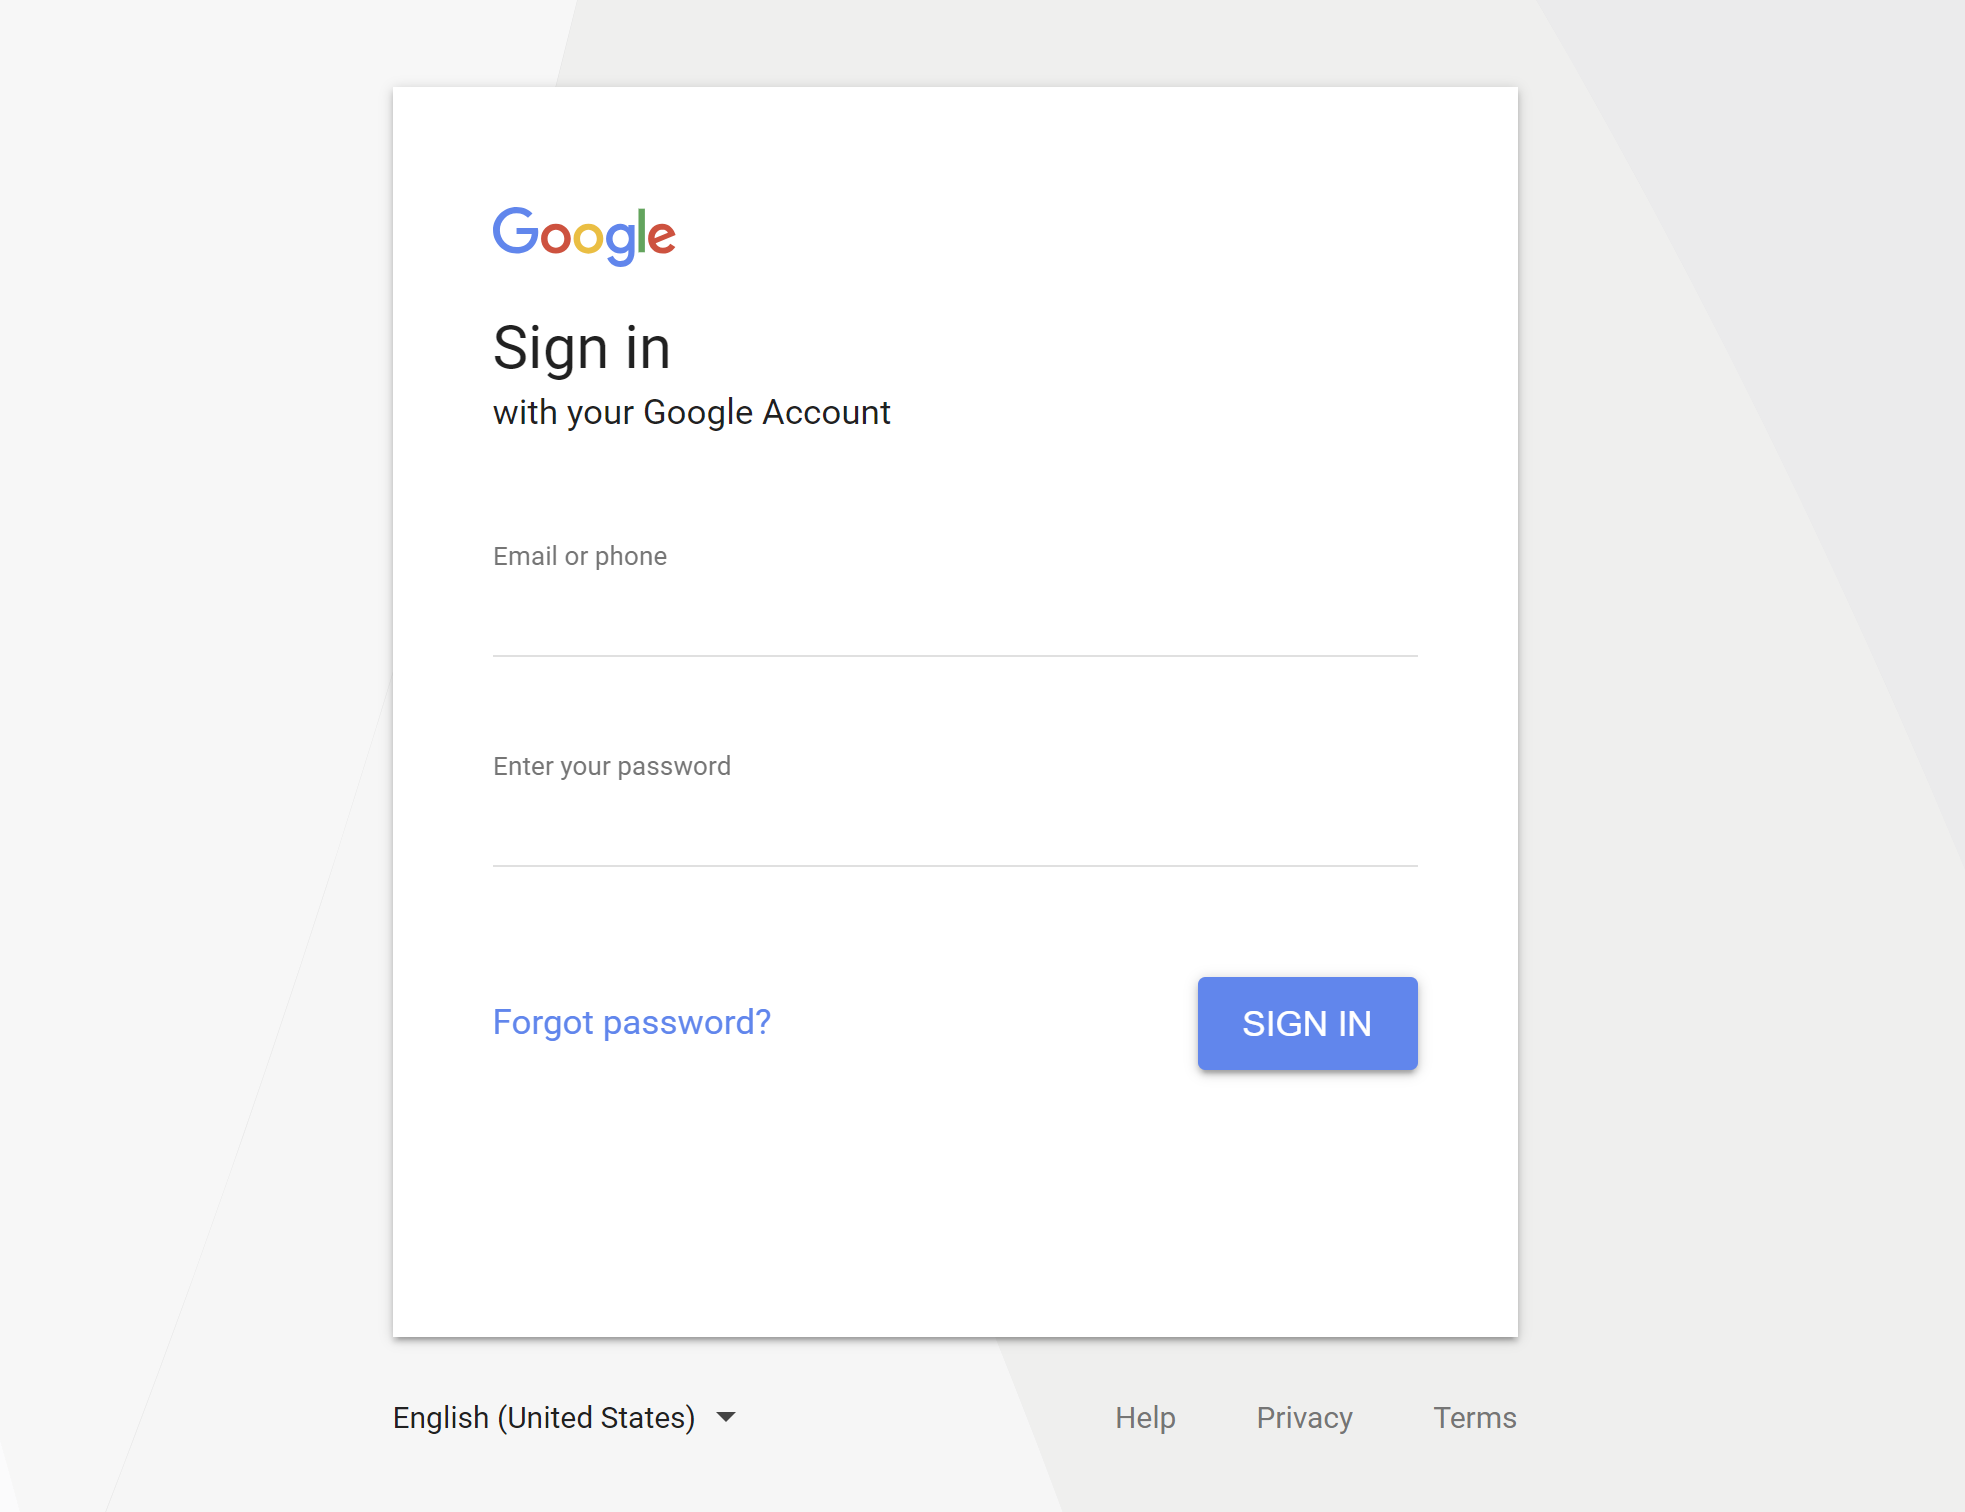 Google
Sign in
with your Google Account
Email or phone
Enter your password
Forgot password?
SIGN IN
English (United States)
Help
Privacy
Terms